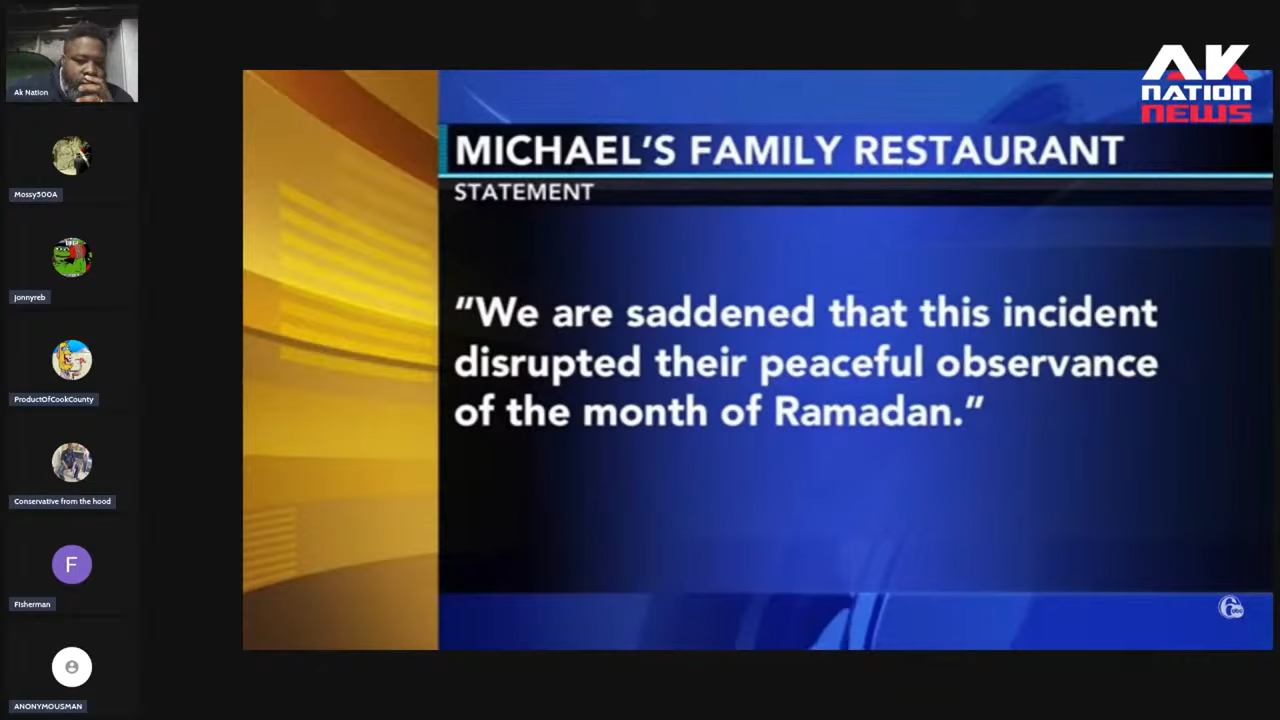 Ak Nation
Mossy500A
Jonnyreb
ProductOfCookCounty
Conservative from the hood
F
FIsherman
ANONYMOUSMAN
AK
NATION
NEWS
MICHAEL'S FAMILY RESTAURANT
STATEMENT
“We are saddened that this incident
disrupted their peaceful observance
of the month of Ramadan.”
6abc